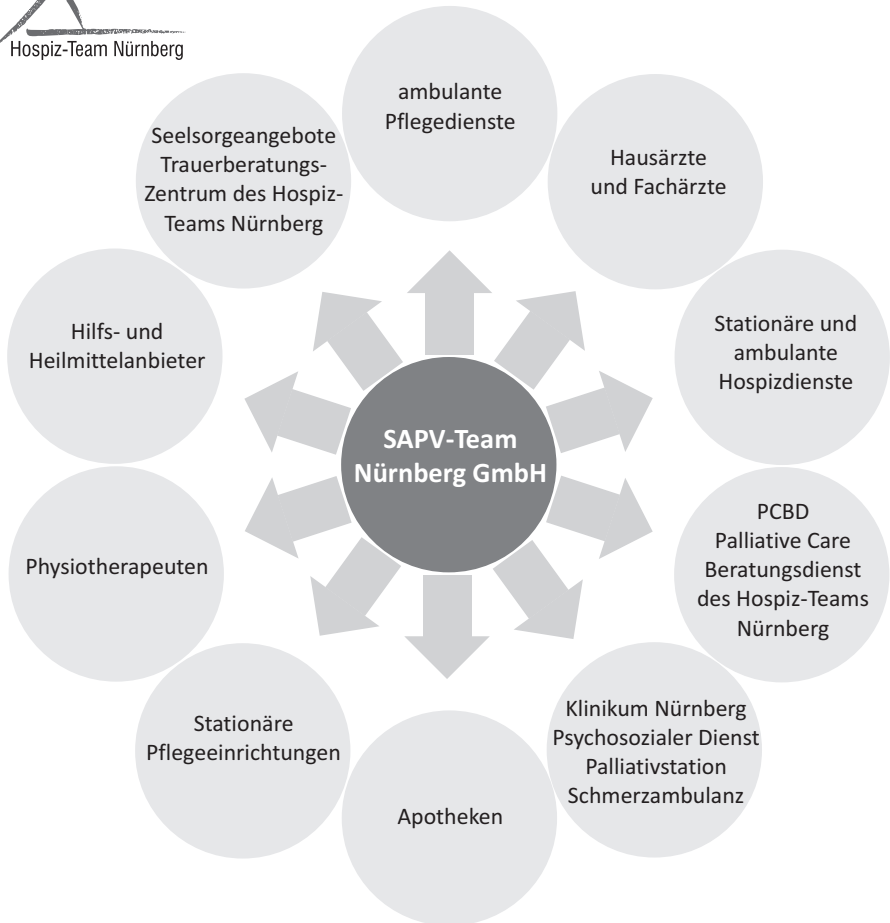 Hospiz-Team Nürnberg
ambulante
Pflegedienste
Hausärzte
und Fachärzte
Stationäre und
ambulante
Hospizdienste
PCBD
Palliative Care
Beratungsdienst
des Hospiz-Teams
Nürnberg
Klinikum Nürnberg
Psychosozialer Dienst
Palliativstation
Schmerzambulanz
Apotheken
Stationäre
Pflegeeinrichtungen
Physiotherapeuten
Hilfs- und
Heilmittelanbieter
Seelsorgeangebote
Trauerberatungs-
Zentrum des Hospiz-
Teams Nürnberg
SAPV-Team
Nürnberg GmbH